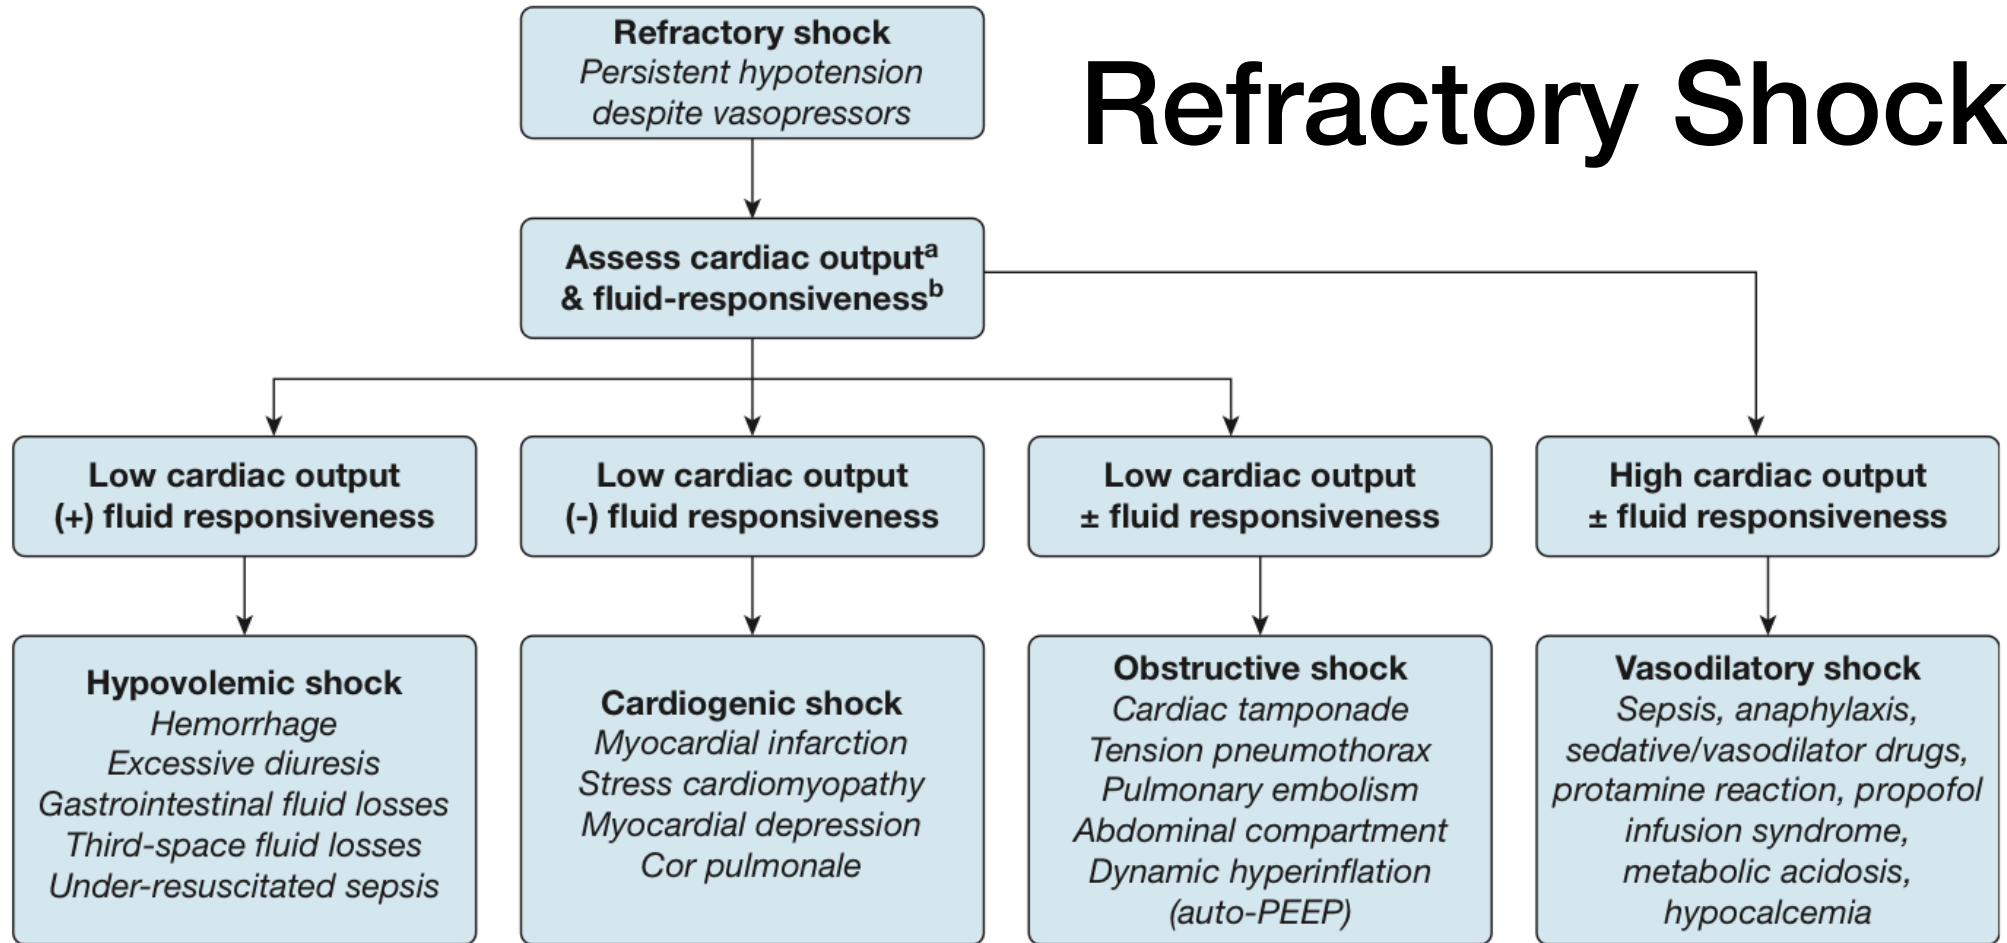 Refractory shock
Persistent hypotension
despite vasopressors
Refractory Shock
Assess cardiac outputᵃ
& fluid-responsivenessᵇ
Low cardiac output
(+) fluid responsiveness
Low cardiac output
(-) fluid responsiveness
Low cardiac output
± fluid responsiveness
High cardiac output
± fluid responsiveness
Hypovolemic shock
Hemorrhage
Excessive diuresis
Gastrointestinal fluid losses
Third-space fluid losses
Under-resuscitated sepsis
Cardiogenic shock
Myocardial infarction
Stress cardiomyopathy
Myocardial depression
Cor pulmonale
Obstructive shock
Cardiac tamponade
Tension pneumothorax
Pulmonary embolism
Abdominal compartment
Dynamic hyperinflation
(auto-PEEP)
Vasodilatory shock
Sepsis, anaphylaxis,
sedative/vasodilator drugs,
protamine reaction, propofol
infusion syndrome,
metabolic acidosis,
hypocalcemia